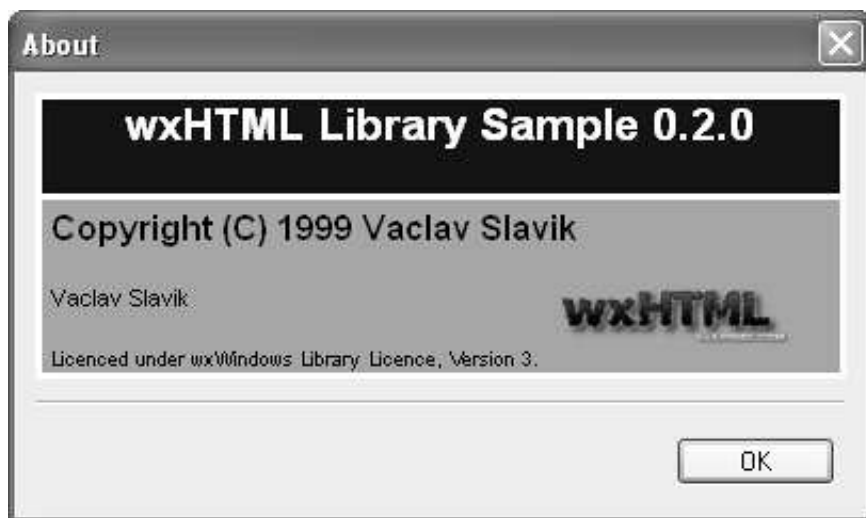 About
wxHTML Library Sample 0.2.0
Copyright (C) 1999 Vaclav Slavik
Vaclav Slavik
wxHTML
Licenced under wxWindows Library Licence, Version 3.
OK